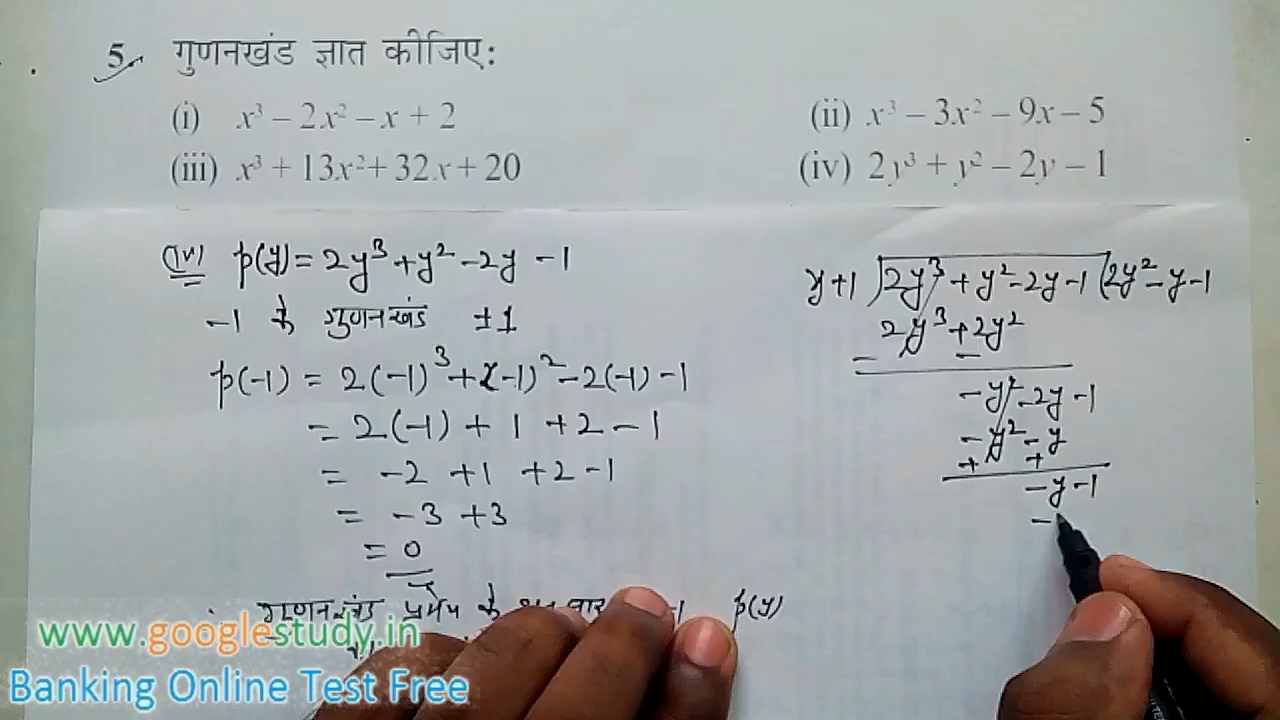 5. गुणनखंड ज्ञात कीजिए:
(i) x³ – 2x² – x + 2
(ii) x³ – 3x² – 9x – 5
(iii) x³ + 13x² + 32x + 20
(iv) 2y³ + y² – 2y – 1
(iv) p(y) = 2y³ + y² - 2y - 1
-1 के गुणनखंड ±1
p(-1) = 2(-1)³ + (-1)² - 2(-1) - 1
= 2(-1) + 1 + 2 - 1
= -2 + 1 + 2 - 1
= -3 + 3
= 0
गुणनखंड प्रमेय के -1 p(y)
y+1 ) 2y³ + y² - 2y - 1 ( 2y² - y - 1
2y³ + 2y²
- -
-y² - 2y - 1
-y² - y
+ +
-y - 1
-
www.googlestudy.in
Banking Online Test Free